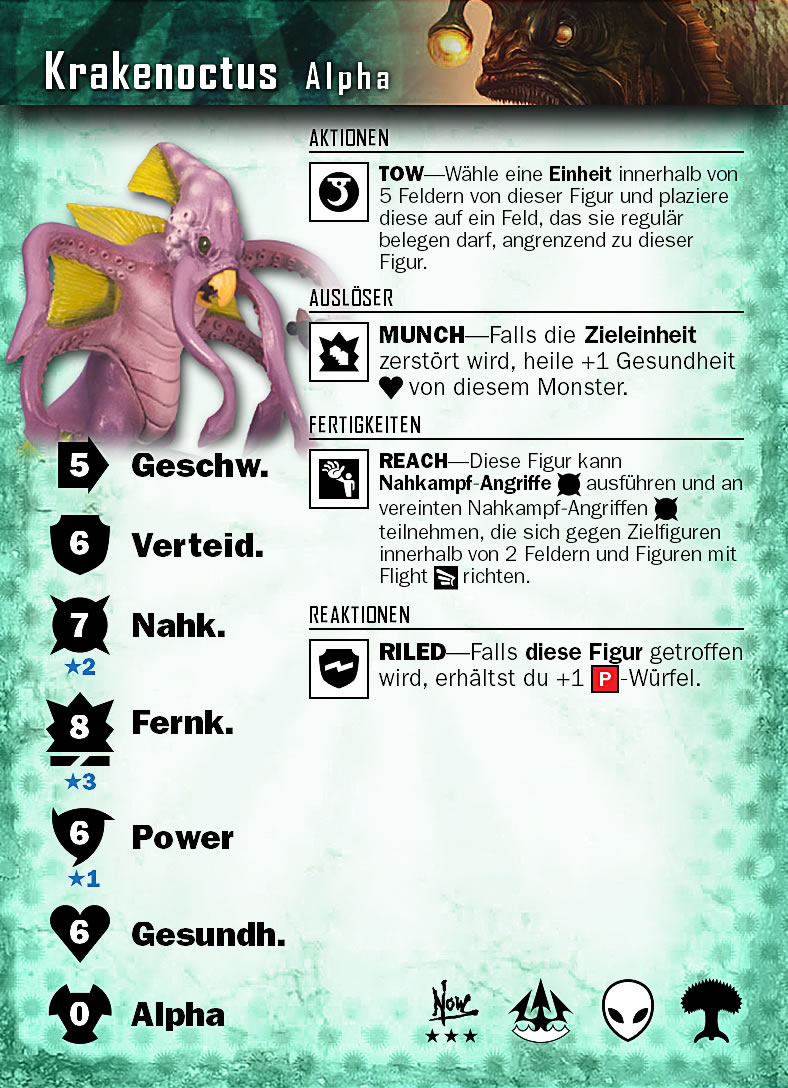 Krakenoctus Alpha
AKTIONEN
TOW—Wähle eine Einheit innerhalb von
5 Feldern von dieser Figur und plaziere
diese auf ein Feld, das sie regulär
belegen darf, angrenzend zu dieser
Figur.
AUSLÖSER
MUNCH—Falls die Zieleinheit
zerstört wird, heile +1 Gesundheit
von diesem Monster.
FERTIGKEITEN
REACH—Diese Figur kann
Nahkampf-Angriffe ausführen und an
vereinten Nahkampf-Angriffen
teilnehmen, die sich gegen Zielfiguren
innerhalb von 2 Feldern und Figuren mit
Flight richten.
REAKTIONEN
RILED—Falls diese Figur getroffen
wird, erhältst du +1 P-Würfel.
5 Geschw.
6 Verteid.
7 Nahk.
★2
8 Fernk.
★3
6 Power
★1
6 Gesundh.
0 Alpha
Now
★★★